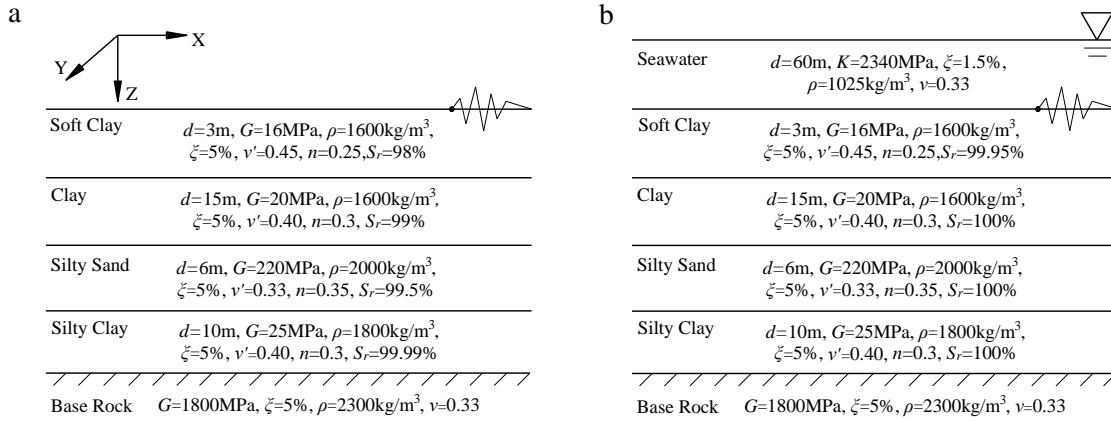 a
X
Y
Z
Soft Clay
d=3m, G=16MPa, ρ=1600kg/m³,
ξ=5%, ν'=0.45, n=0.25,Sr=98%
Clay
d=15m, G=20MPa, ρ=1600kg/m³,
ξ=5%, ν'=0.40, n=0.3, Sr=99%
Silty Sand
d=6m, G=220MPa, ρ=2000kg/m³,
ξ=5%, ν'=0.33, n=0.35, Sr=99.5%
Silty Clay
d=10m, G=25MPa, ρ=1800kg/m³,
ξ=5%, ν'=0.40, n=0.3, Sr=99.99%
Base Rock G=1800MPa, ξ=5%, ρ=2300kg/m³, ν=0.33
b
Seawater
d=60m, K=2340MPa, ξ=1.5%,
ρ=1025kg/m³, ν=0.33
Soft Clay
d=3m, G=16MPa, ρ=1600kg/m³,
ξ=5%, ν'=0.45, n=0.25,Sr=99.95%
Clay
d=15m, G=20MPa, ρ=1600kg/m³,
ξ=5%, ν'=0.40, n=0.3, Sr=100%
Silty Sand
d=6m, G=220MPa, ρ=2000kg/m³,
ξ=5%, ν'=0.33, n=0.35, Sr=100%
Silty Clay
d=10m, G=25MPa, ρ=1800kg/m³,
ξ=5%, ν'=0.40, n=0.3, Sr=100%
Base Rock G=1800MPa, ξ=5%, ρ=2300kg/m³, ν=0.33